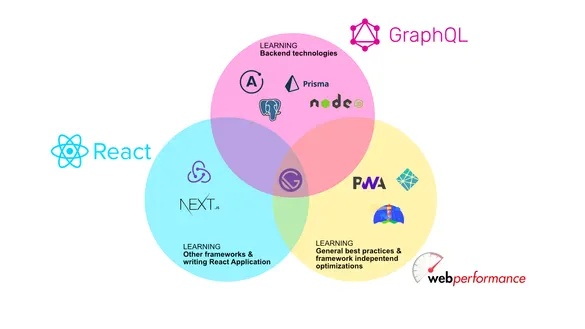 GraphQL
LEARNING
Backend technologies
A
Prisma
node
React
NEXT.JS
PWA
LEARNING
Other frameworks &
writing React Application
LEARNING
General best practices &
framework indepentend
optimizations
webperformance